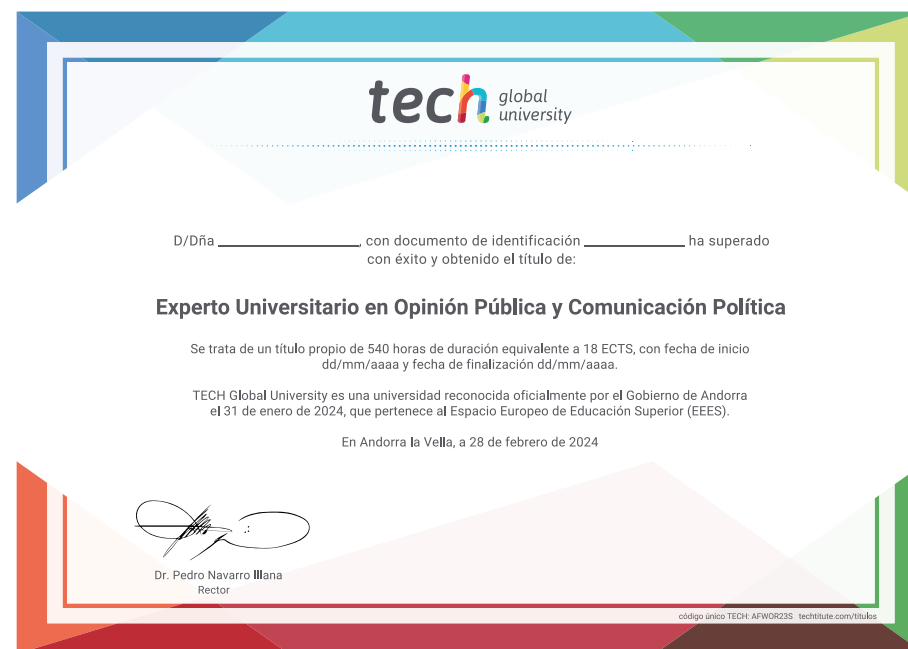 tech global university
D/Dña ____________, con documento de identificación ____________ ha superado
con éxito y obtenido el título de:
Experto Universitario en Opinión Pública y Comunicación Política
Se trata de un título propio de 540 horas de duración equivalente a 18 ECTS, con fecha de inicio
dd/mm/aaaa y fecha de finalización dd/mm/aaaa.
TECH Global University es una universidad reconocida oficialmente por el Gobierno de Andorra
el 31 de enero de 2024, que pertenece al Espacio Europeo de Educación Superior (EEES).
En Andorra la Vella, a 28 de febrero de 2024
Dr. Pedro Navarro Illana
Rector
código único TECH: AFWOR23S techtitute.com/titulos